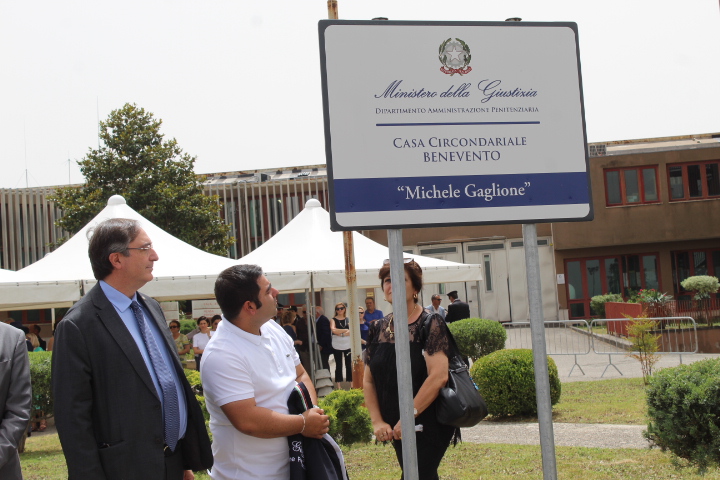 Ministero della Giustizia
Dipartimento Amministrazione Penitenziaria
Casa Circondariale
BENEVENTO
“Michele Gaglione”